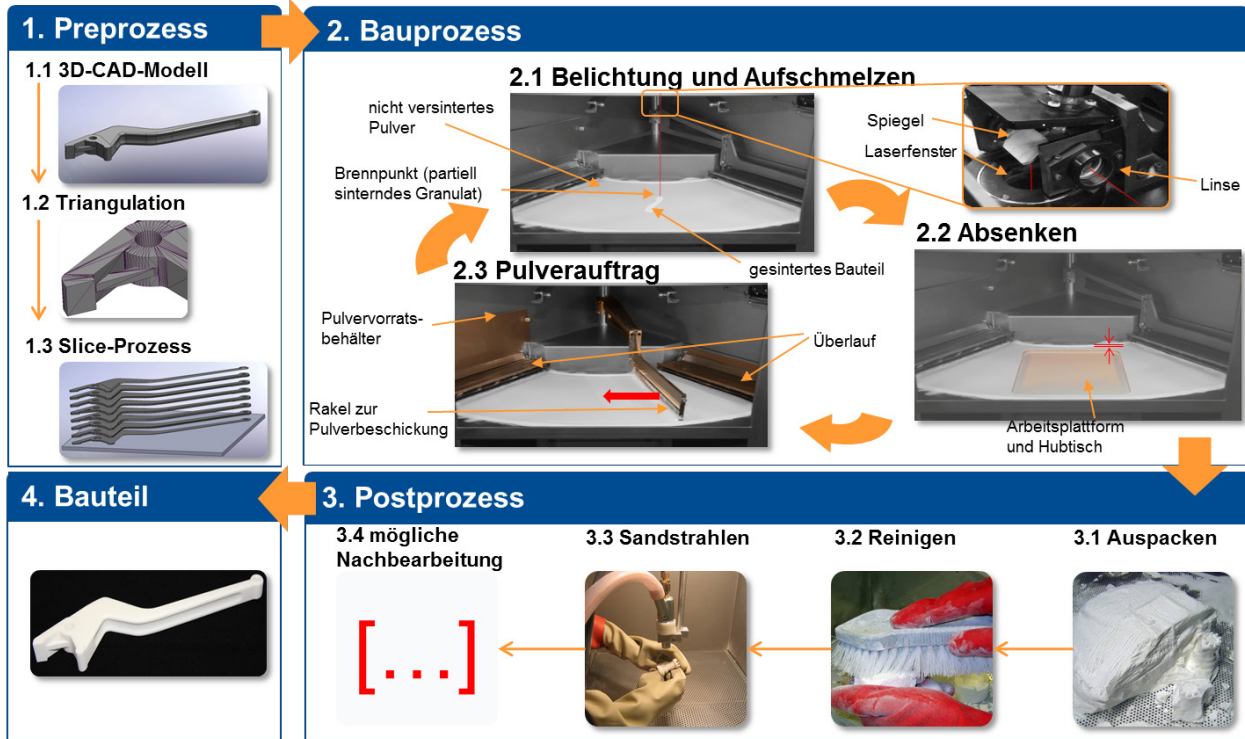 1. Preprozess
1.1 3D-CAD-Modell
1.2 Triangulation
1.3 Slice-Prozess
2. Bauprozess
2.1 Belichtung und Aufschmelzen
nicht versintertes
Pulver
Brennpunkt (partiell
sinterndes Granulat)
gesintertes Bauteil
Spiegel
Laserfenster
Linse
2.2 Absenken
Arbeitsplattform
und Hubtisch
2.3 Pulverauftrag
Pulvervorrats-
behälter
Überlauf
Rakel zur
Pulverbeschickung
3. Postprozess
3.1 Auspacken
3.2 Reinigen
3.3 Sandstrahlen
3.4 mögliche
Nachbearbeitung
[...]
4. Bauteil